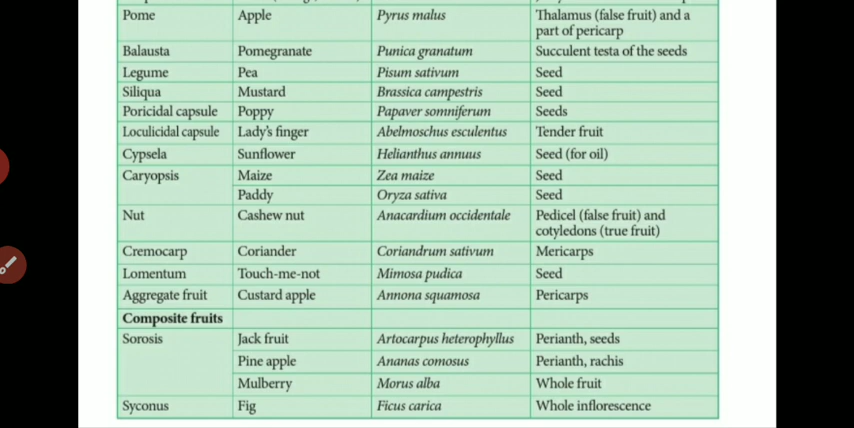 Pome Apple Pyrus malus Thalamus (false fruit) and a
part of pericarp
Balausta Pomegranate Punica granatum Succulent testa of the seeds
Legume Pea Pisum sativum Seed
Siliqua Mustard Brassica campestris Seed
Poricidal capsule Poppy Papaver somniferum Seeds
Loculicidal capsule Lady's finger Abelmoschus esculentus Tender fruit
Cypsela Sunflower Helianthus annuus Seed (for oil)
Caryopsis Maize Zea maize Seed
Paddy Oryza sativa Seed
Nut Cashew nut Anacardium occidentale Pedicel (false fruit) and
cotyledons (true fruit)
Cremocarp Coriander Coriandrum sativum Mericarps
Lomentum Touch-me-not Mimosa pudica Seed
Aggregate fruit Custard apple Annona squamosa Pericarps
Composite fruits
Sorosis Jack fruit Artocarpus heterophyllus Perianth, seeds
Pine apple Ananas comosus Perianth, rachis
Mulberry Morus alba Whole fruit
Syconus Fig Ficus carica Whole inflorescence